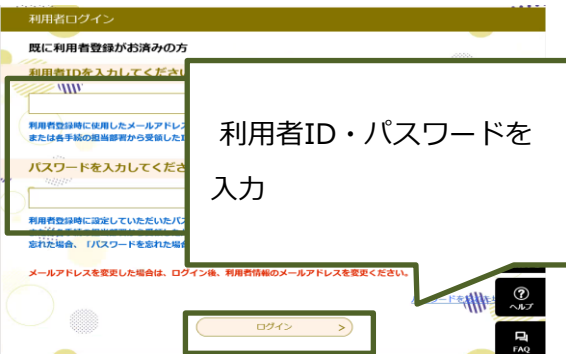 利用者ログイン
既に利用者登録がお済みの方
利用者IDを入力してください
利用者登録時に使用したメールアドレス
または各手続の担当部署から受領したI
パスワードを入力してくださ
利用者登録時に設定していただいたパス
忘れた場合、「パスワードを忘れた場合
メールアドレスを変更した場合は、ログイン後、利用者情報のメールアドレスを変更ください。
利用者ID・パスワードを
入力
ログイン >
ヘルプ
FAQ